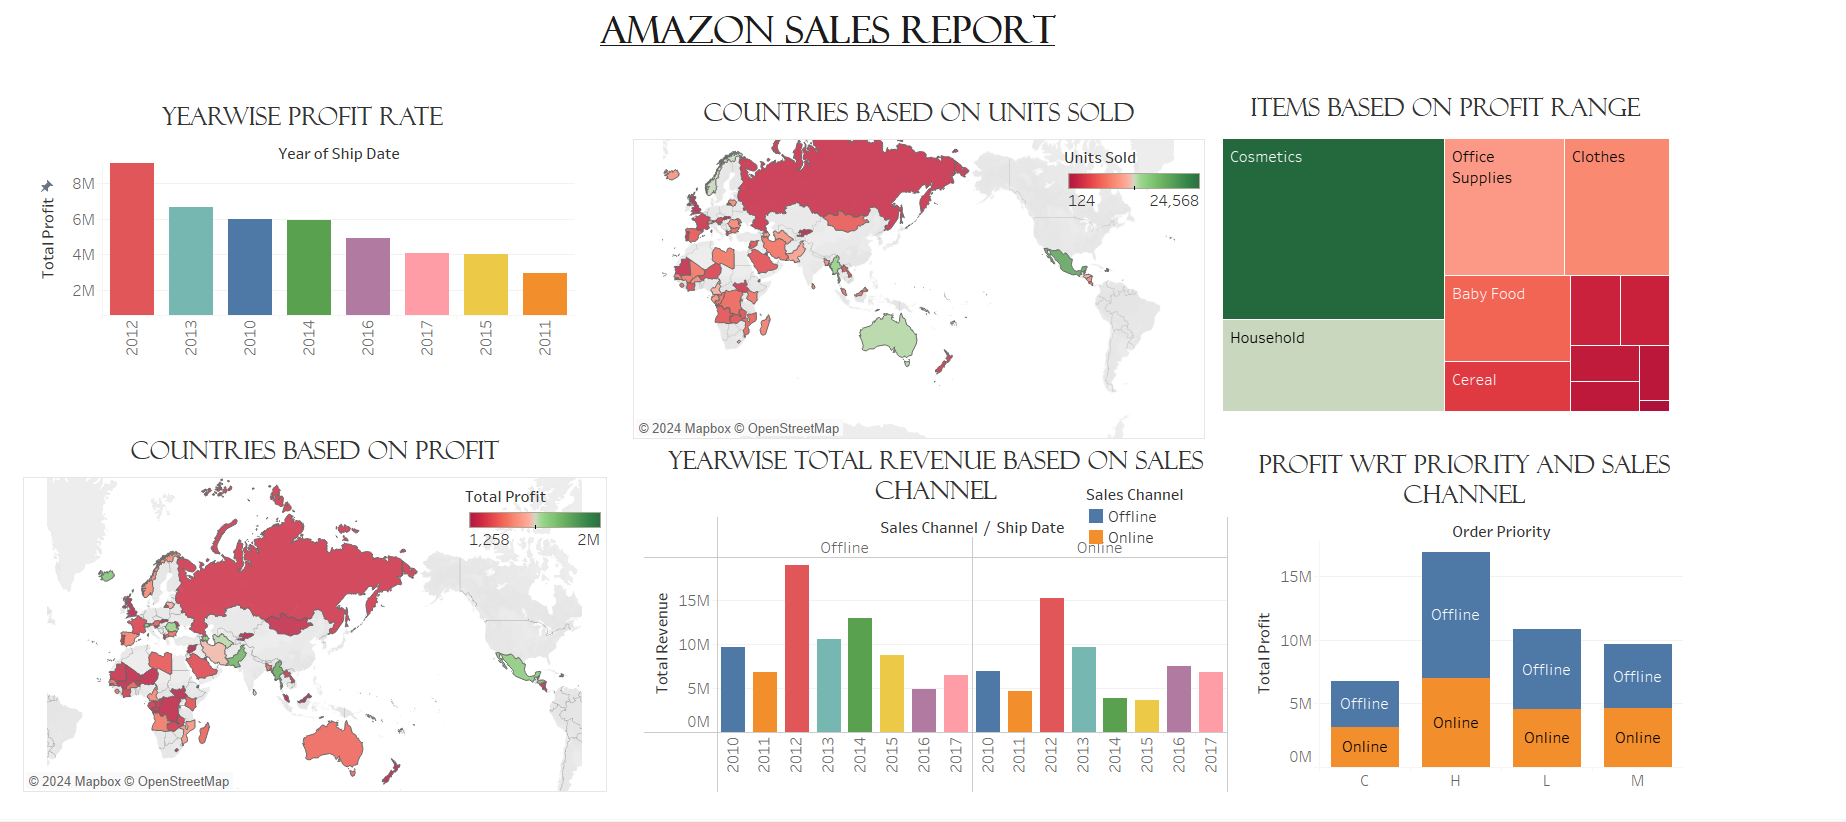 AMAZON SALES REPORT
YEARWISE PROFIT RATE
Year of Ship Date
Total Profit
8M
6M
4M
2M
2012
2013
2010
2014
2016
2017
2015
2011
COUNTRIES BASED ON UNITS SOLD
Units Sold
124
24,568
© 2024 Mapbox © OpenStreetMap
ITEMS BASED ON PROFIT RANGE
Cosmetics
Office
Supplies
Clothes
Household
Baby Food
Cereal
COUNTRIES BASED ON PROFIT
Total Profit
1,258
2M
© 2024 Mapbox © OpenStreetMap
YEARWISE TOTAL REVENUE BASED ON SALES
CHANNEL
Sales Channel
Offline
Online
Sales Channel / Ship Date
Offline
Online
Total Revenue
15M
10M
5M
0M
2010
2011
2012
2013
2014
2015
2016
2017
2010
2011
2012
2013
2014
2015
2016
2017
PROFIT WRT PRIORITY AND SALES
CHANNEL
Order Priority
Total Profit
15M
10M
5M
0M
Offline
Online
Offline
Online
Offline
Online
Offline
Online
C
H
L
M